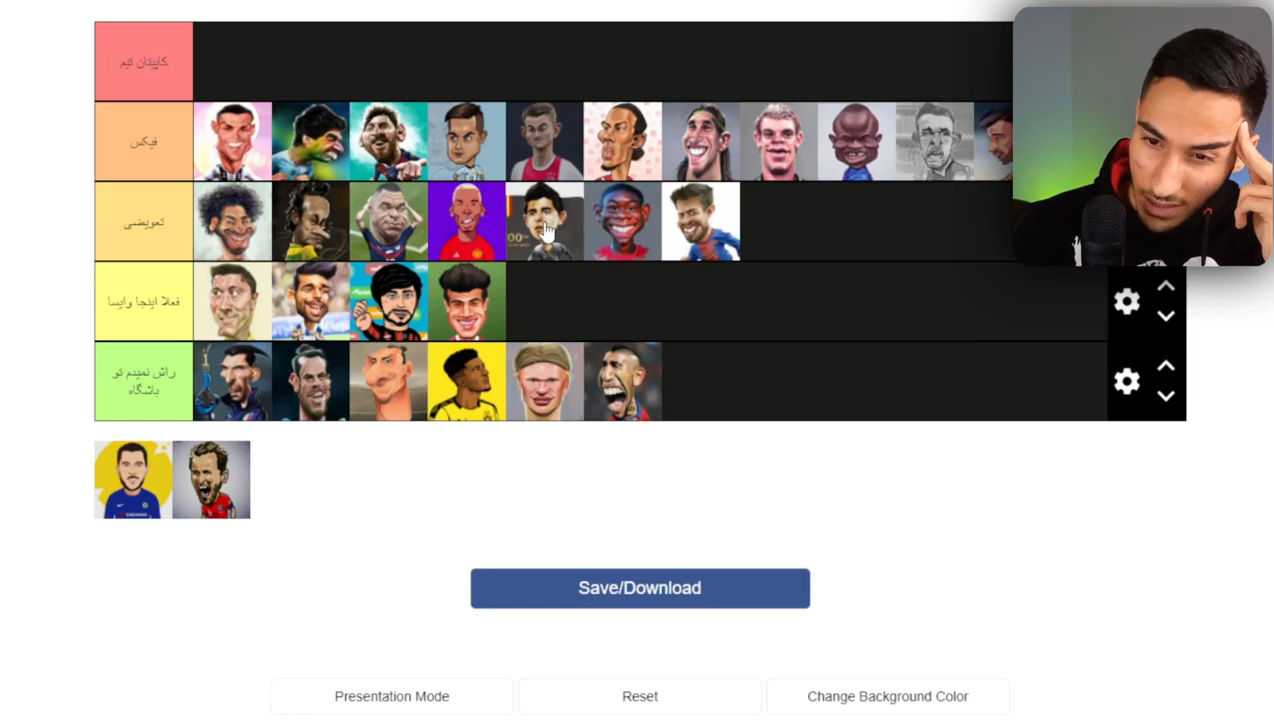 کاپیتان تیم
فیکس
تعویضی
فعلا اینجا وایسا
راش نمیدم تو
باشگاه
Save/Download
Presentation Mode
Reset
Change Background Color